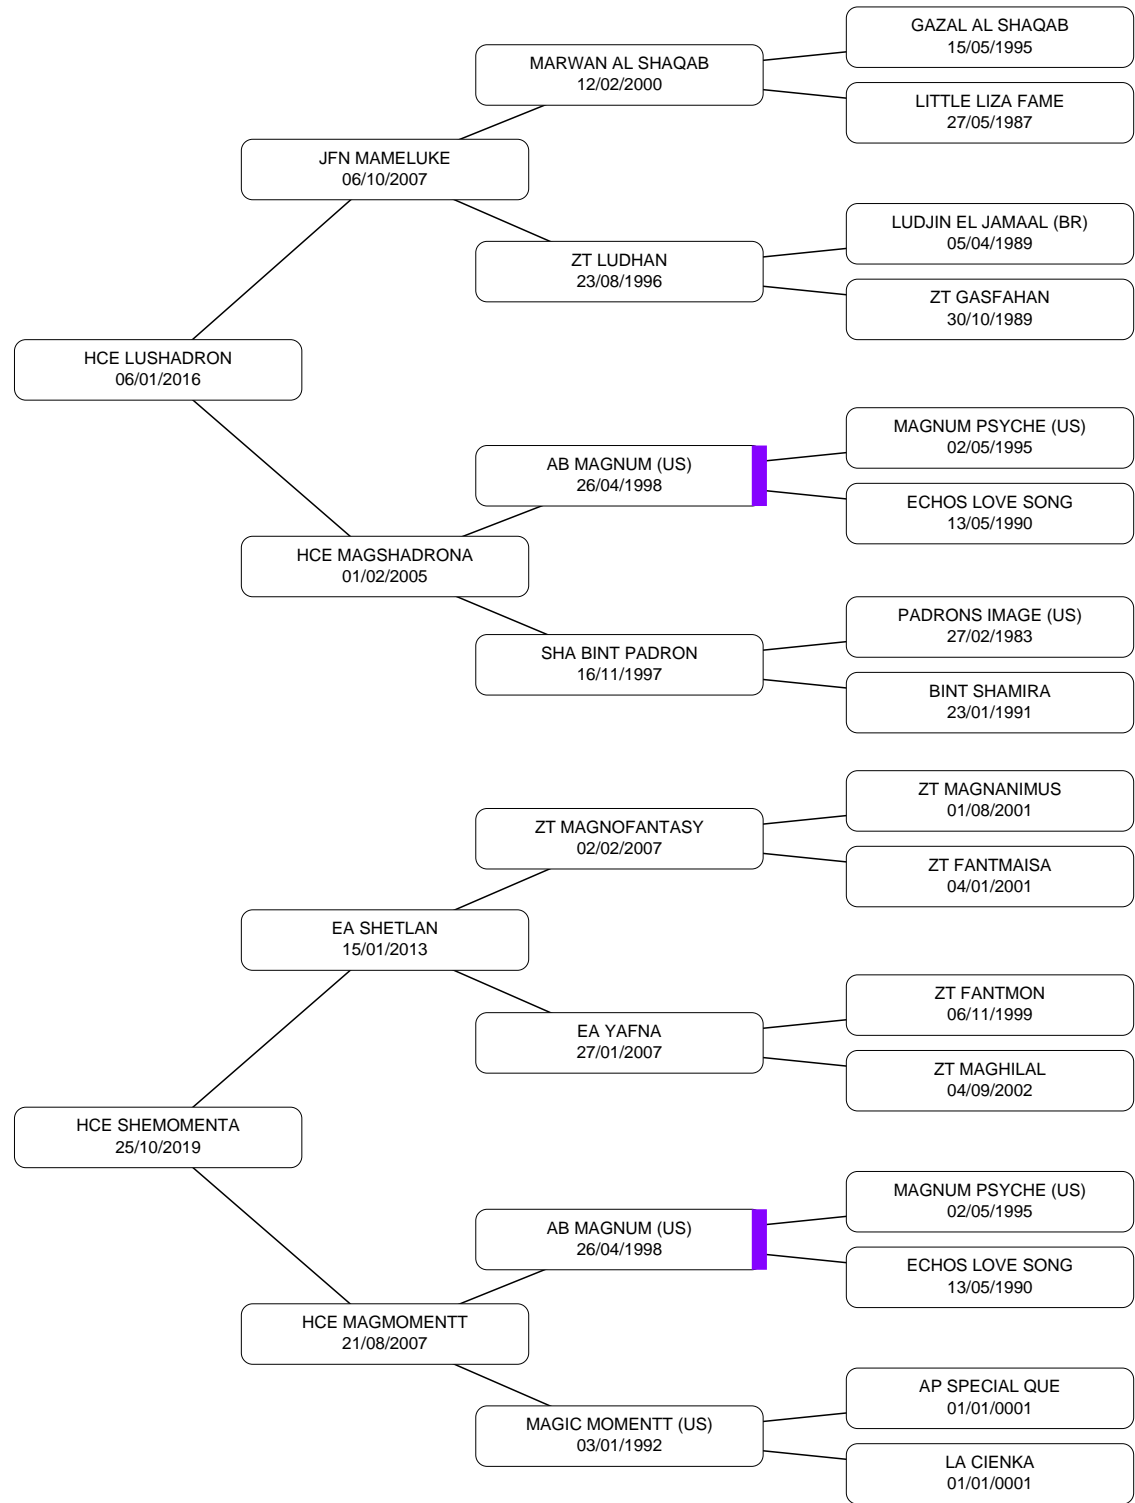 GAZAL AL SHAQAB
15/05/1995
MARWAN AL SHAQAB
12/02/2000
LITTLE LIZA FAME
27/05/1987
JFN MAMELUKE
06/10/2007
LUDJIN EL JAMAAL (BR)
05/04/1989
ZT LUDHAN
23/08/1996
ZT GASFAHAN
30/10/1989
HCE LUSHADRON
06/01/2016
MAGNUM PSYCHE (US)
02/05/1995
AB MAGNUM (US)
26/04/1998
ECHOS LOVE SONG
13/05/1990
HCE MAGSHADRONA
01/02/2005
PADRONS IMAGE (US)
27/02/1983
SHA BINT PADRON
16/11/1997
BINT SHAMIRA
23/01/1991
ZT MAGNANIMUS
01/08/2001
ZT MAGNOFANTASY
02/02/2007
ZT FANTMAISA
04/01/2001
EA SHETLAN
15/01/2013
ZT FANTMON
06/11/1999
EA YAFNA
27/01/2007
ZT MAGHILAL
04/09/2002
HCE SHEMOMENTA
25/10/2019
MAGNUM PSYCHE (US)
02/05/1995
AB MAGNUM (US)
26/04/1998
ECHOS LOVE SONG
13/05/1990
HCE MAGMOMENTT
21/08/2007
AP SPECIAL QUE
01/01/0001
MAGIC MOMENTT (US)
03/01/1992
LA CIENKA
01/01/0001